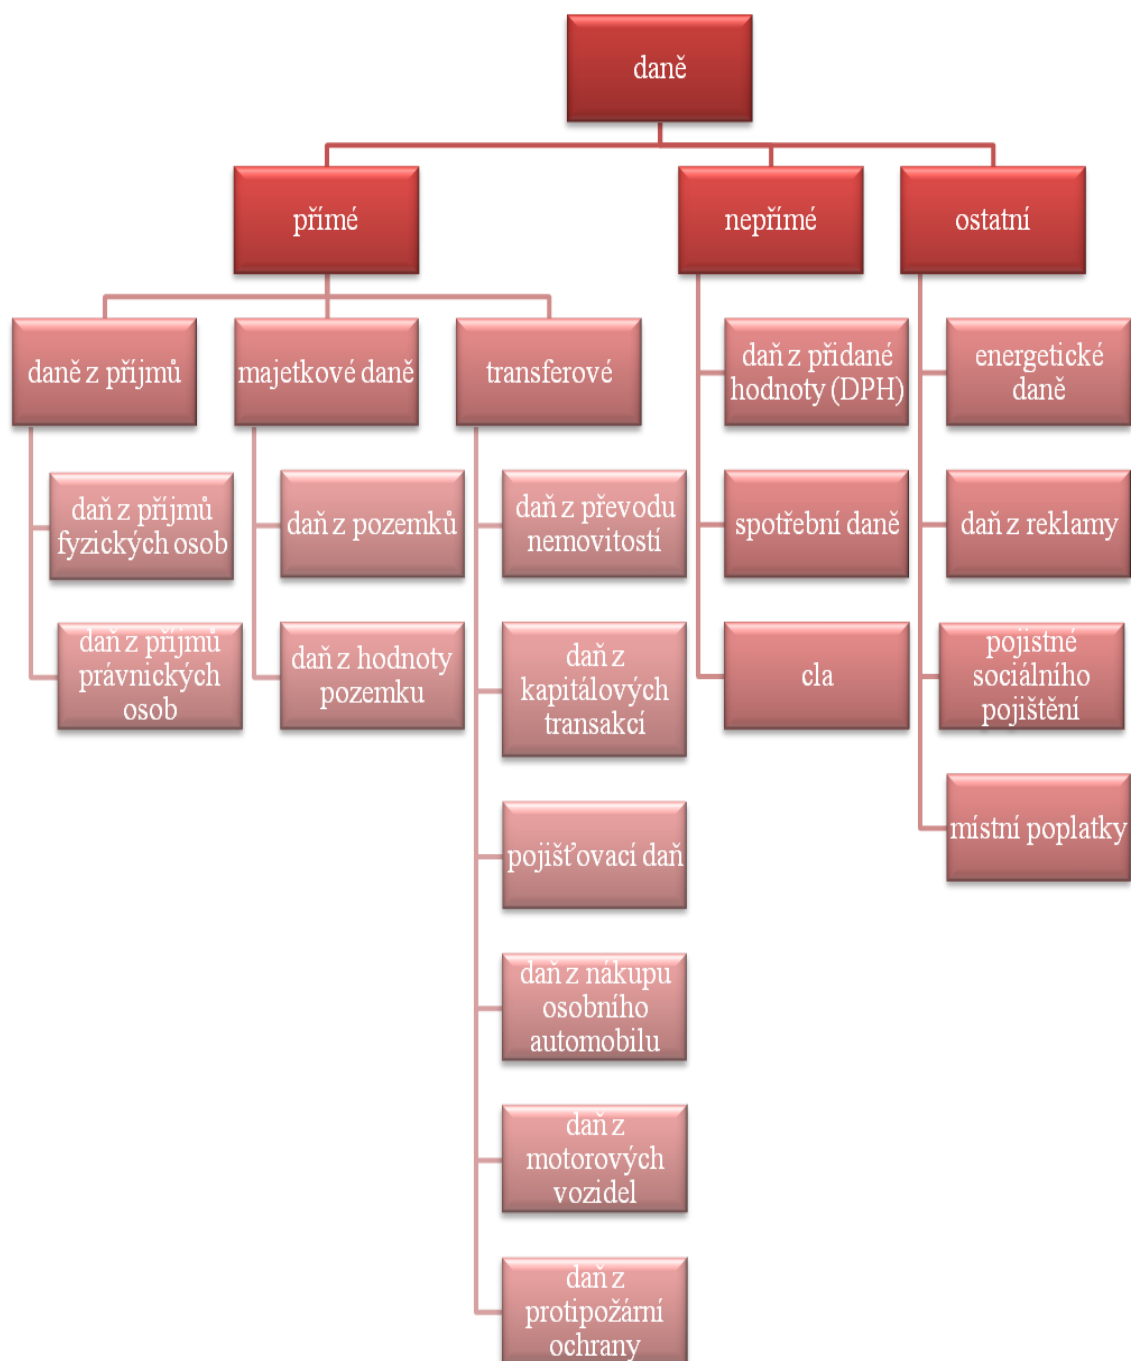 daně
přímé
nepřímé
ostatní
daně z příjmů
majetkové daně
transferové
daň z přidané
hodnoty (DPH)
energetické
daně
daň z příjmů
fyzických osob
daň z pozemků
daň z převodu
nemovitostí
spotřební daně
daň z reklamy
daň z příjmů
právnických
osob
daň z hodnoty
pozemku
daň z
kapitálových
transakcí
cla
pojistné
sociálního
pojištění
pojišťovací daň
místní poplatky
daň z nákupu
osobního
automobilu
daň z
motorových
vozidel
daň z
protipožární
ochrany